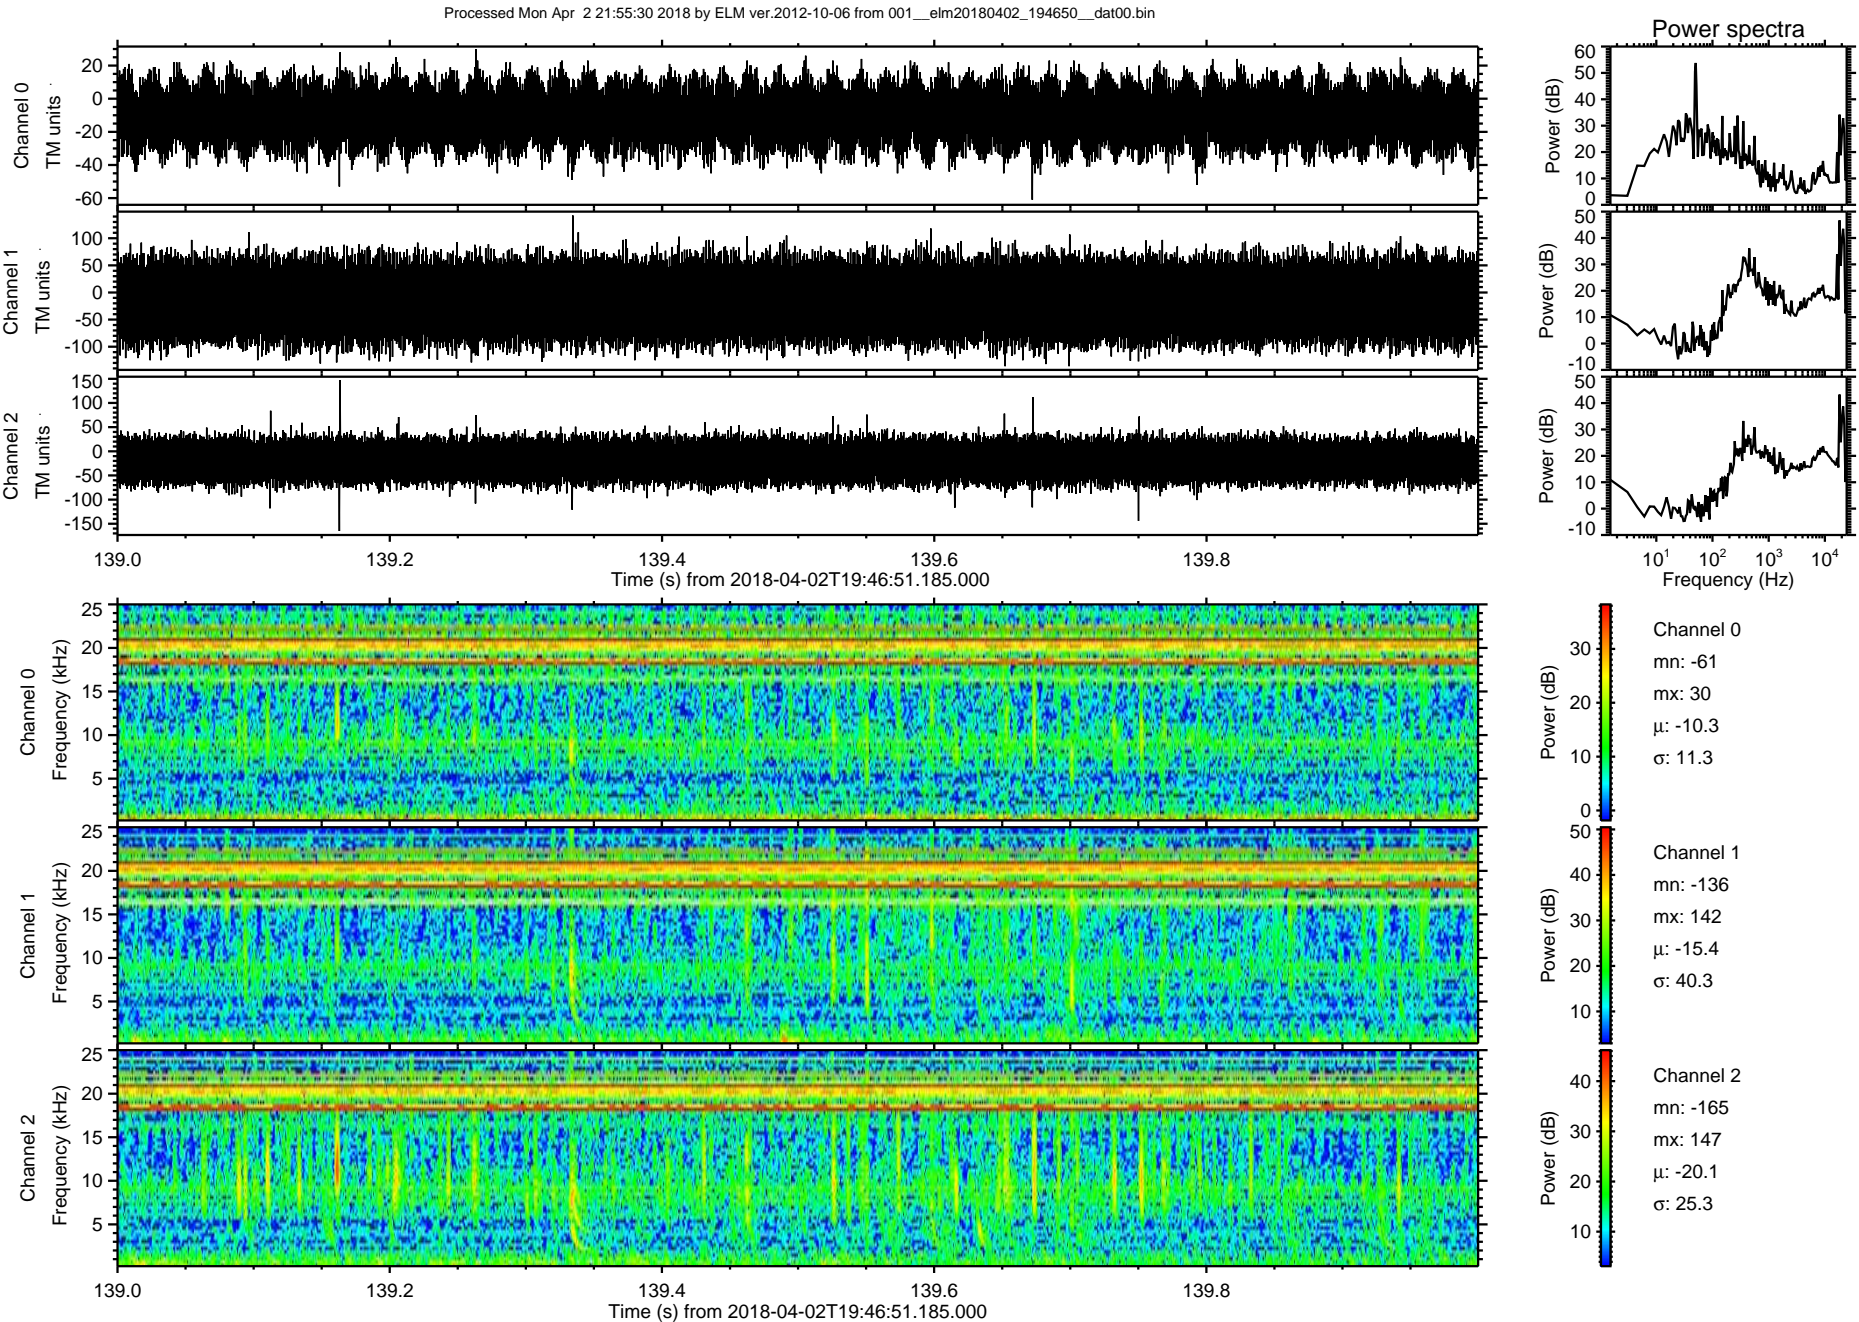 Processed Mon Apr  2 21:55:30 2018 by ELM ver.2012-10-06 from 001__elm20180402_194650__dat00.bin
Power spectra
Channel 0
TM units
20
0
-20
-40
-60
Power (dB)
60
50
40
30
20
10
0
Channel 1
TM units
100
50
0
-50
-100
Power (dB)
50
40
30
20
10
0
-10
Channel 2
TM units
150
100
50
0
-50
-100
-150
Power (dB)
50
40
30
20
10
0
-10
139.0 139.2 139.4 139.6 139.8
Time (s) from 2018-04-02T19:46:51.185.000
10¹ 10² 10³ 10⁴
Frequency (Hz)
Channel 0
Frequency (kHz)
25
20
15
10
5
Power (dB)
30
20
10
0
Channel 0
mn: -61
mx: 30
µ: -10.3
σ: 11.3
Channel 1
Frequency (kHz)
25
20
15
10
5
Power (dB)
50
40
30
20
10
Channel 1
mn: -136
mx: 142
µ: -15.4
σ: 40.3
Channel 2
Frequency (kHz)
25
20
15
10
5
Power (dB)
40
30
20
10
Channel 2
mn: -165
mx: 147
µ: -20.1
σ: 25.3
139.0 139.2 139.4 139.6 139.8
Time (s) from 2018-04-02T19:46:51.185.000